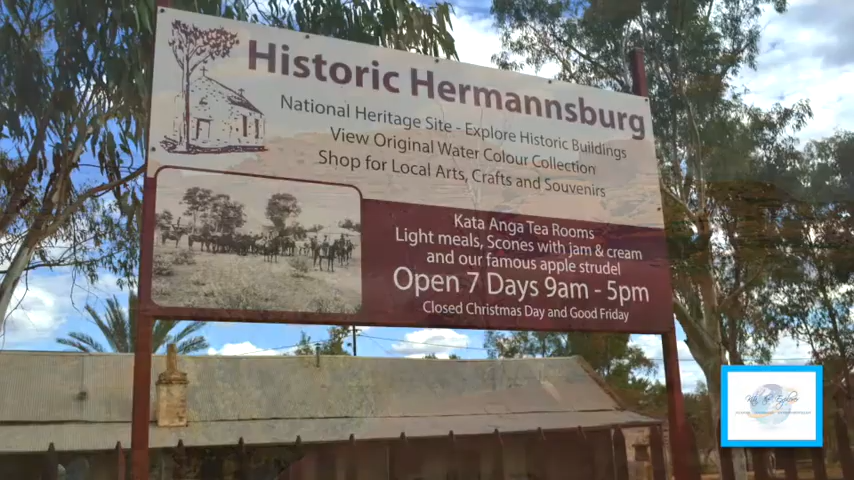 Historic Hermannsburg
National Heritage Site - Explore Historic Buildings
View Original Water Colour Collection
Shop for Local Arts, Crafts and Souvenirs
Kata Anga Tea Rooms
Light meals, Scones with jam & cream
and our famous apple strudel
Open 7 Days 9am - 5pm
Closed Christmas Day and Good Friday